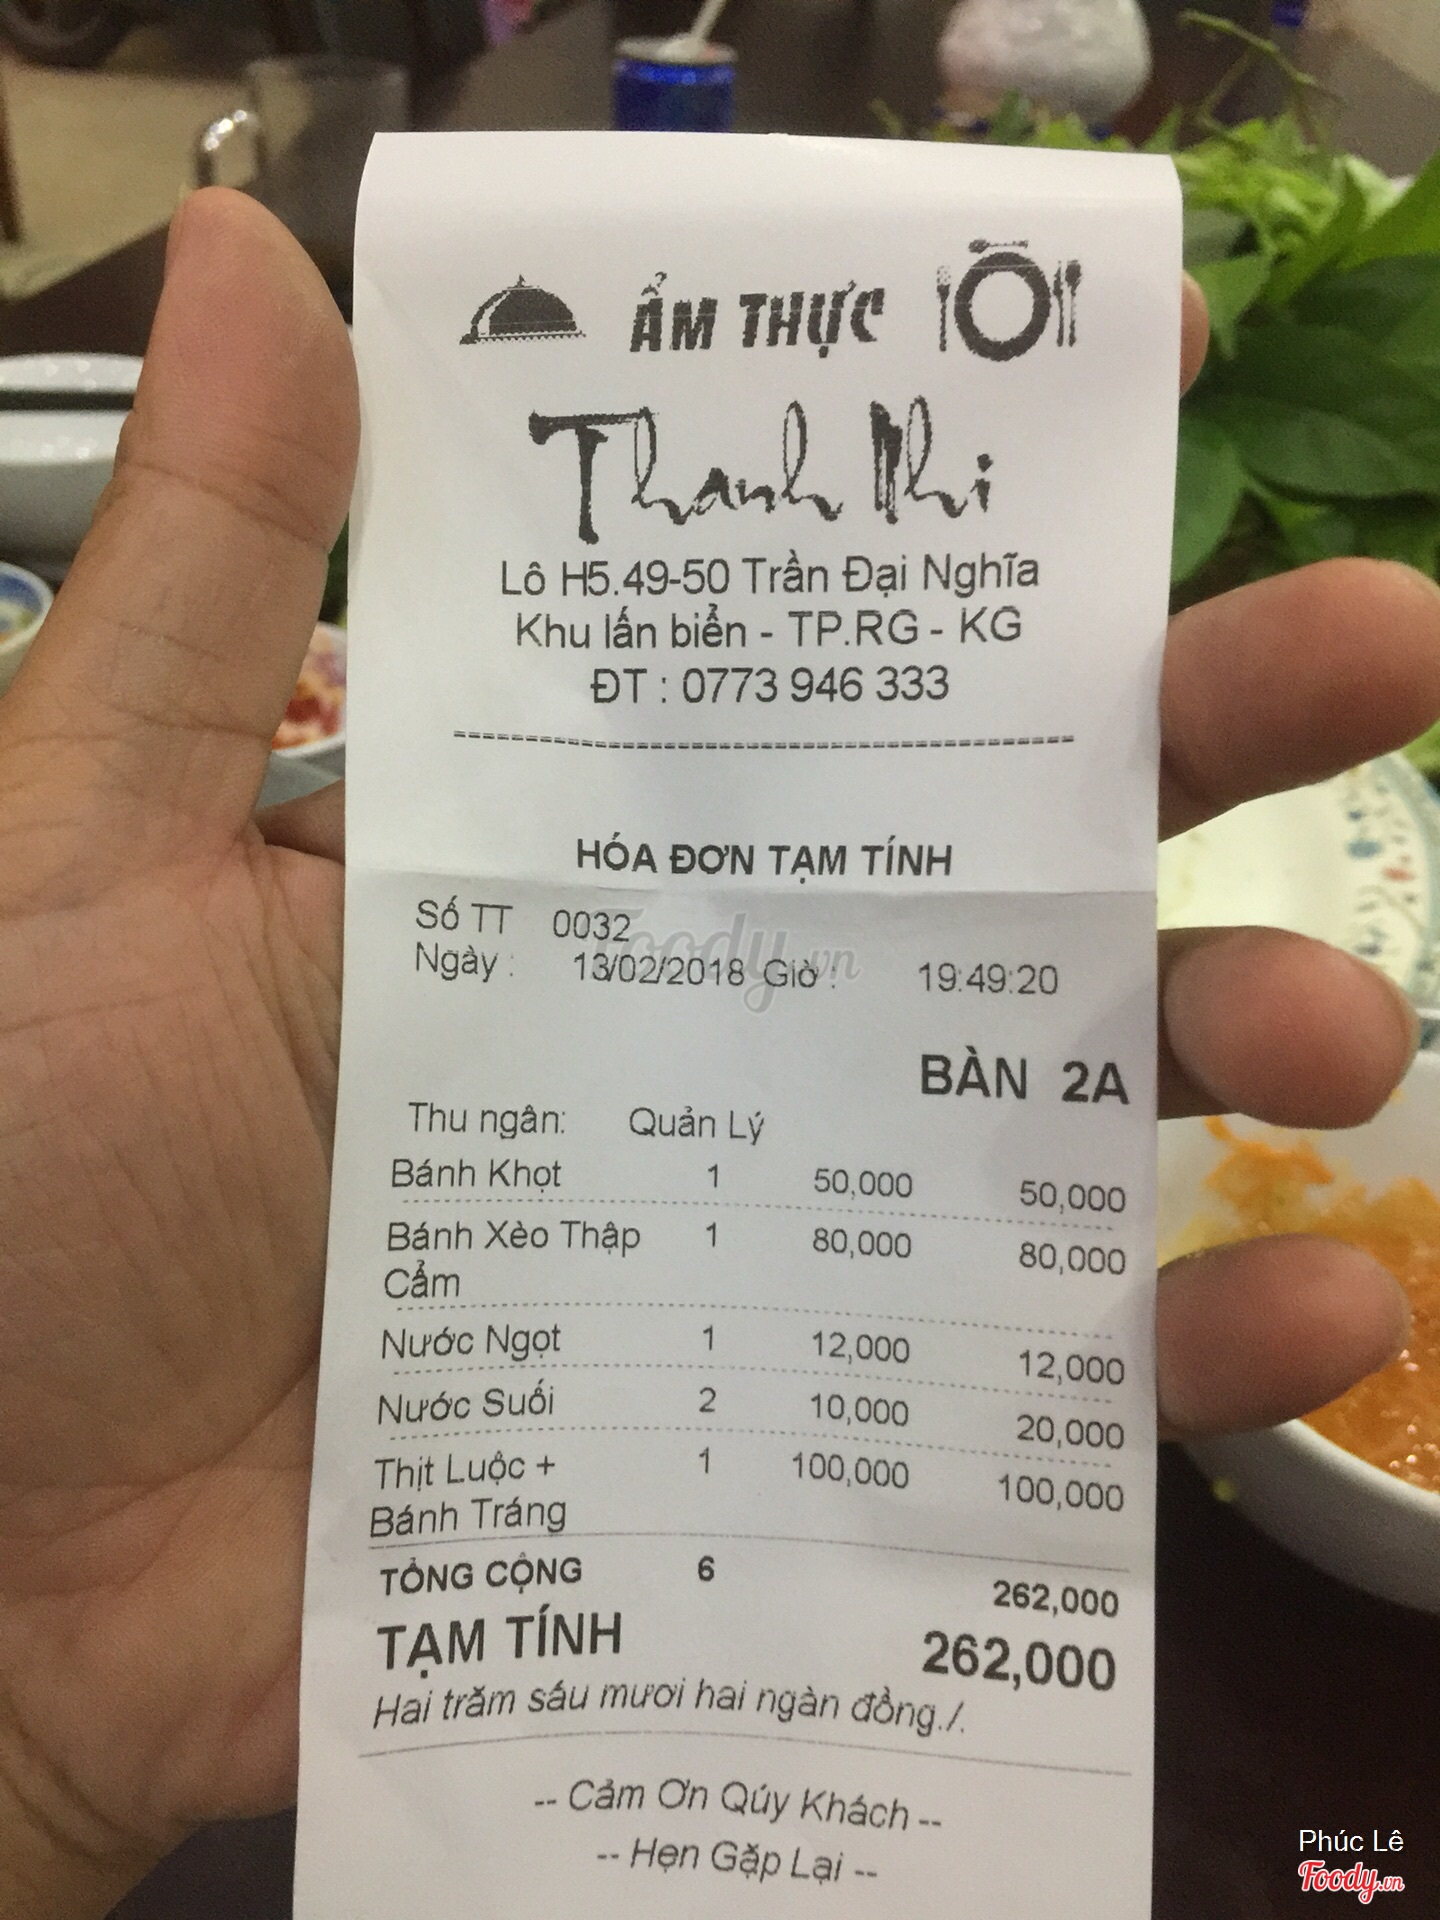 ẨM THỰC
Thanh Nhi
Lô H5.49-50 Trần Đại Nghĩa
Khu lấn biển - TP.RG - KG
ĐT : 0773 946 333
HÓA ĐƠN TẠM TÍNH
Số TT 0032
Ngày : 13/02/2018 Giờ : 19:49:20
Foody.vn
BÀN 2A
Thu ngân: Quản Lý
Bánh Khọt 1 50,000 50,000
Bánh Xèo Thập 1 80,000 80,000
Cẩm
Nước Ngọt 1 12,000 12,000
Nước Suối 2 10,000 20,000
Thịt Luộc + 1 100,000 100,000
Bánh Tráng
TỔNG CỘNG 6 262,000
TẠM TÍNH 262,000
Hai trăm sáu mươi hai ngàn đồng./.
-- Cảm Ơn Qúy Khách --
-- Hẹn Gặp Lại --
Phúc Lê
Foody.vn